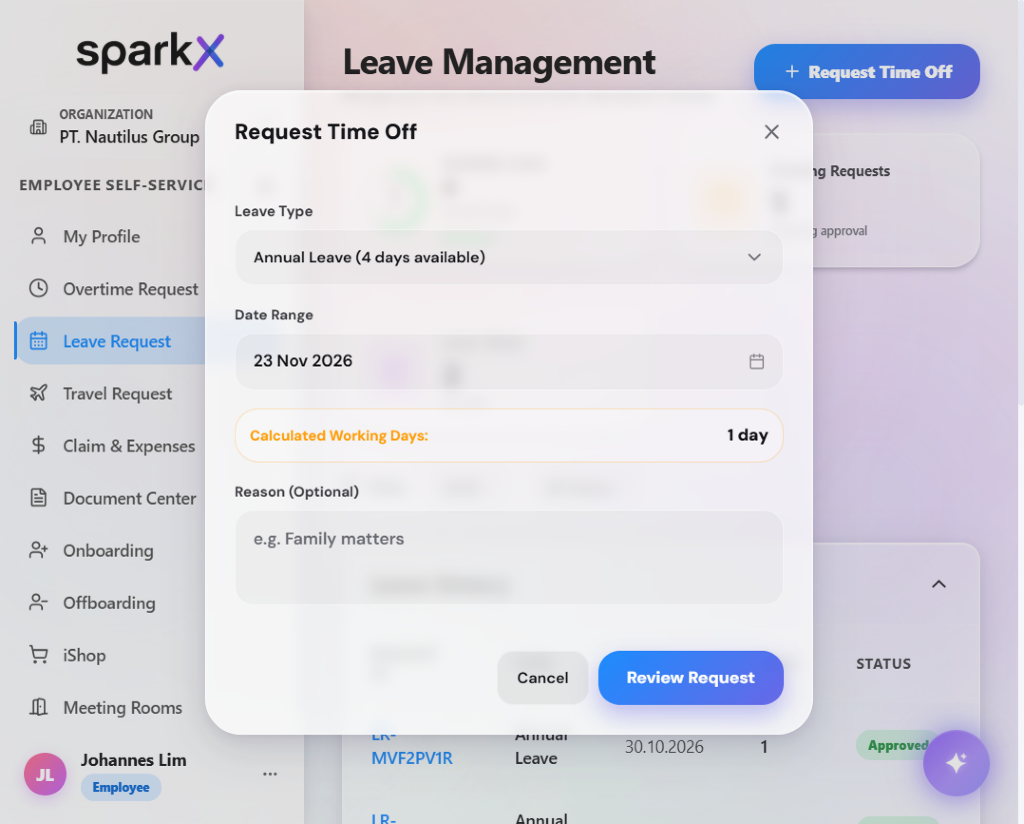 sparkX
ORGANIZATION
PT. Nautilus Group
EMPLOYEE SELF-SERVIC
My Profile
Overtime Request
Leave Request
Travel Request
Claim & Expenses
Document Center
Onboarding
Offboarding
iShop
Meeting Rooms
JL
Johannes Lim
Employee
Leave Management
+ Request Time Off
ng Requests
g approval
Request Time Off
Leave Type
Annual Leave (4 days available)
Date Range
23 Nov 2026
Calculated Working Days:
1 day
Reason (Optional)
e.g. Family matters
Cancel
Review Request
STATUS
LR-
MVF2PV1R
Annual
Leave
30.10.2026
1
Approved
LR-
Annual